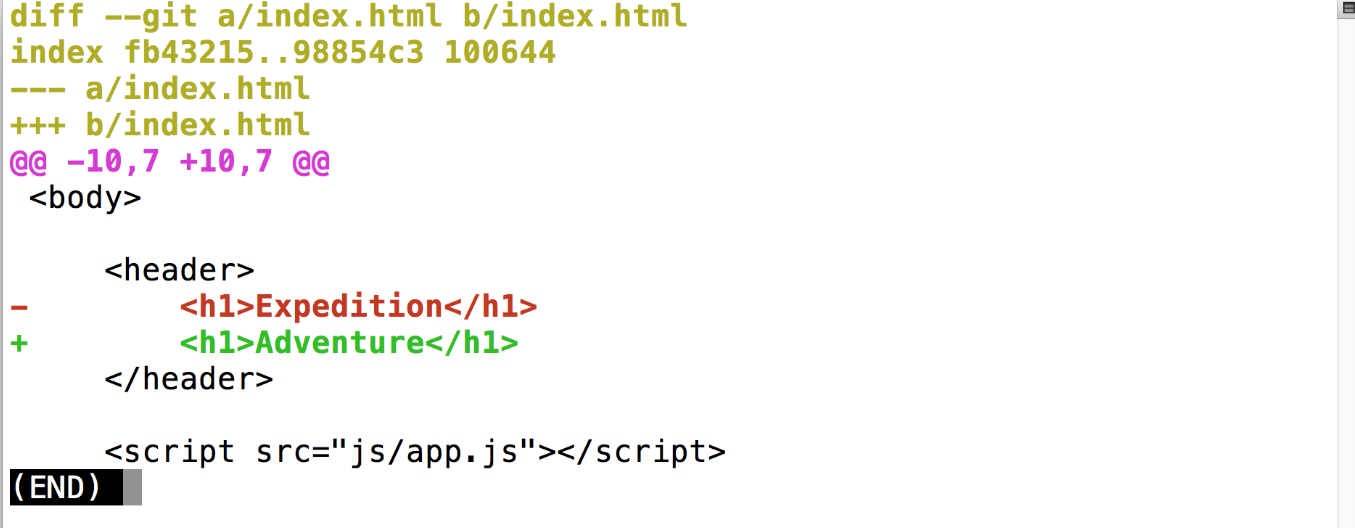 diff --git a/index.html b/index.html
index fb43215..98854c3 100644
--- a/index.html
+++ b/index.html
@@ -10,7 +10,7 @@
 <body>

     <header>
-        <h1>Expedition</h1>
+        <h1>Adventure</h1>
     </header>

     <script src="js/app.js"></script>
(END)